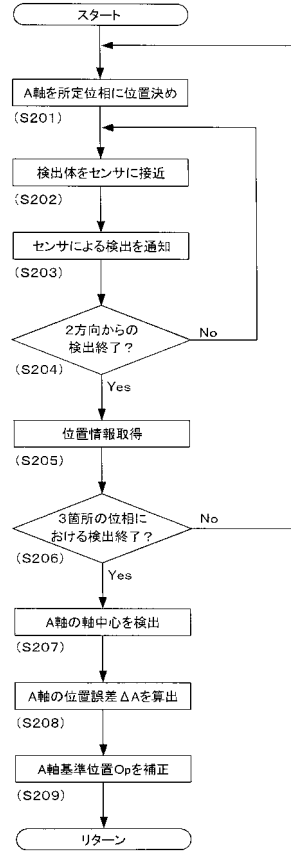 スタート
A軸を所定位相に位置決め
(S201)
検出体をセンサに接近
(S202)
センサによる検出を通知
(S203)
2方向からの
検出終了?
No
(S204)
Yes
位置情報取得
(S205)
3箇所の位相に
おける検出終了?
No
(S206)
Yes
A軸の軸中心を検出
(S207)
A軸の位置誤差ΔAを算出
(S208)
A軸基準位置Opを補正
(S209)
リターン